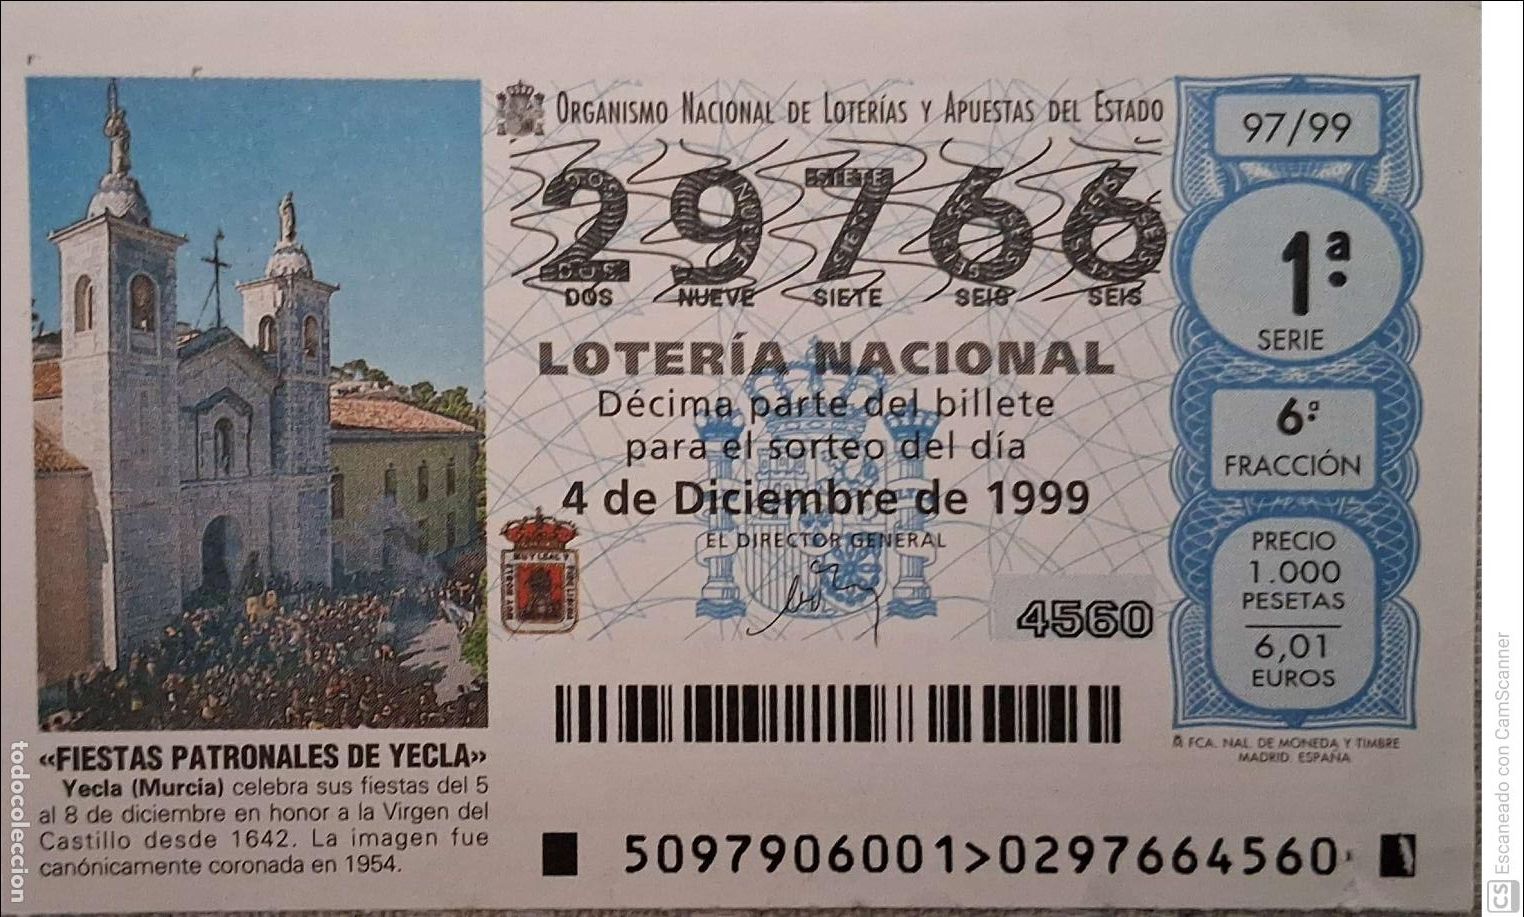 ORGANISMO NACIONAL DE LOTERÍAS Y APUESTAS DEL ESTADO
29766
DOS NUEVE SIETE SEIS SEIS
LOTERÍA NACIONAL
Décima parte del billete
para el sorteo del día
4 de Diciembre de 1999
EL DIRECTOR GENERAL
4560
97/99
1ª
SERIE
6ª
FRACCIÓN
PRECIO
1.000
PESETAS
6,01
EUROS
FCA. NAL. DE MONEDA Y TIMBRE
MADRID. ESPAÑA
«FIESTAS PATRONALES DE YECLA»
Yecla (Murcia) celebra sus fiestas del 5
al 8 de diciembre en honor a la Virgen del
Castillo desde 1642. La imagen fue
canónicamente coronada en 1954.
5097906001>0297664560
todocoleccion
CS Escaneado con CamScanner